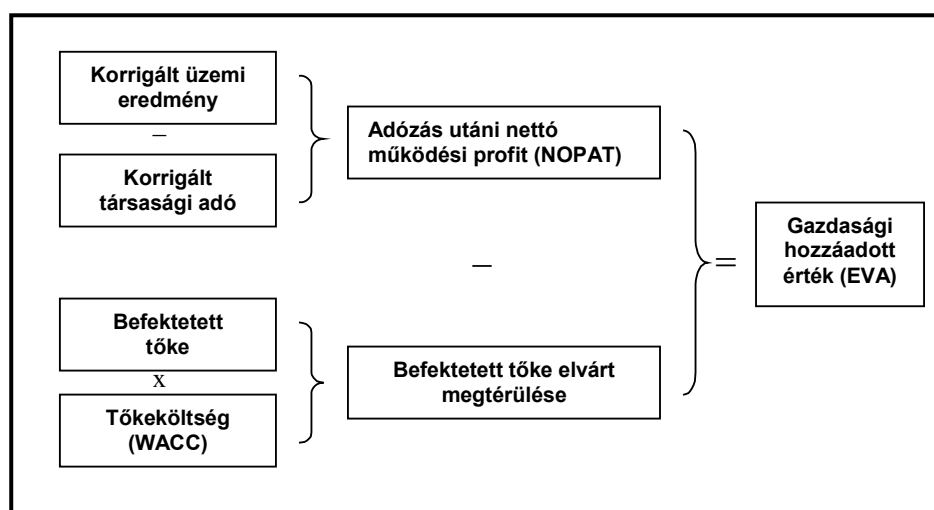 Korrigált üzemi
eredmény
–
Korrigált
társasági adó
Adózás utáni nettó
működési profit (NOPAT)
–
Befektetett
tőke
x
Tőkeköltség
(WACC)
Befektetett tőke elvárt
megtérülése
=
Gazdasági
hozzáadott
érték (EVA)